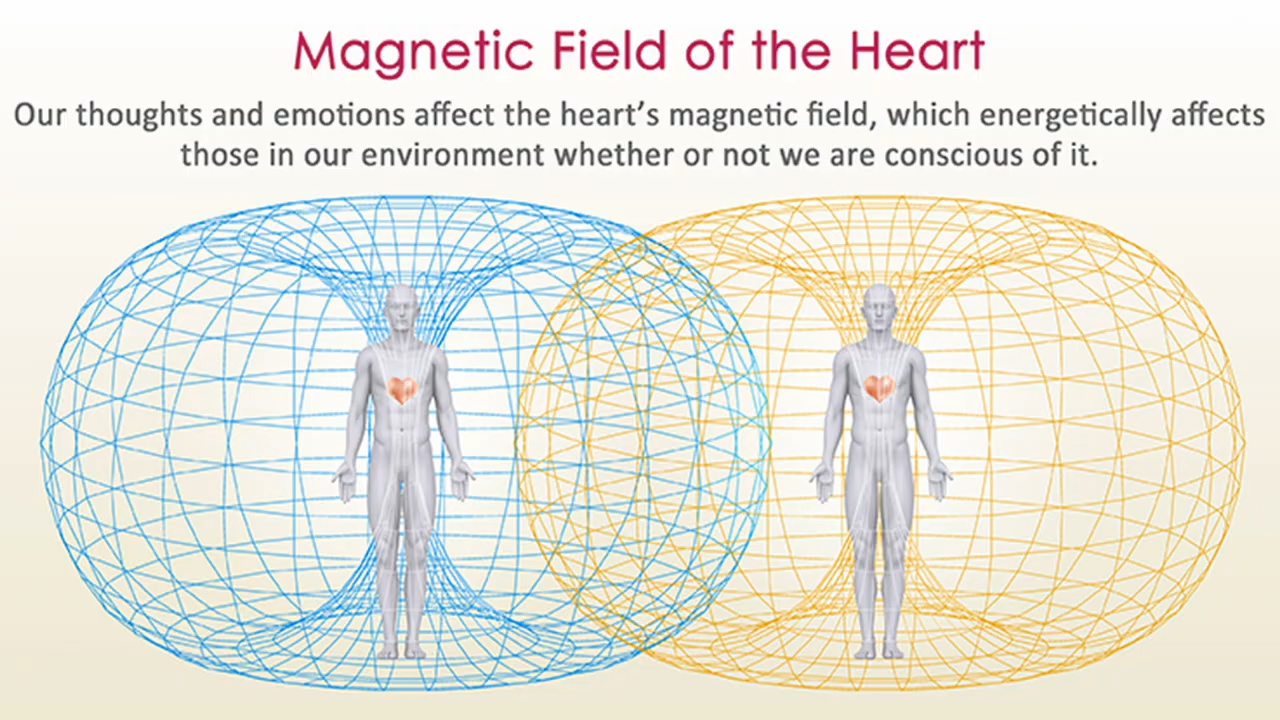 Magnetic Field of the Heart
Our thoughts and emotions affect the heart’s magnetic field, which energetically affects
those in our environment whether or not we are conscious of it.